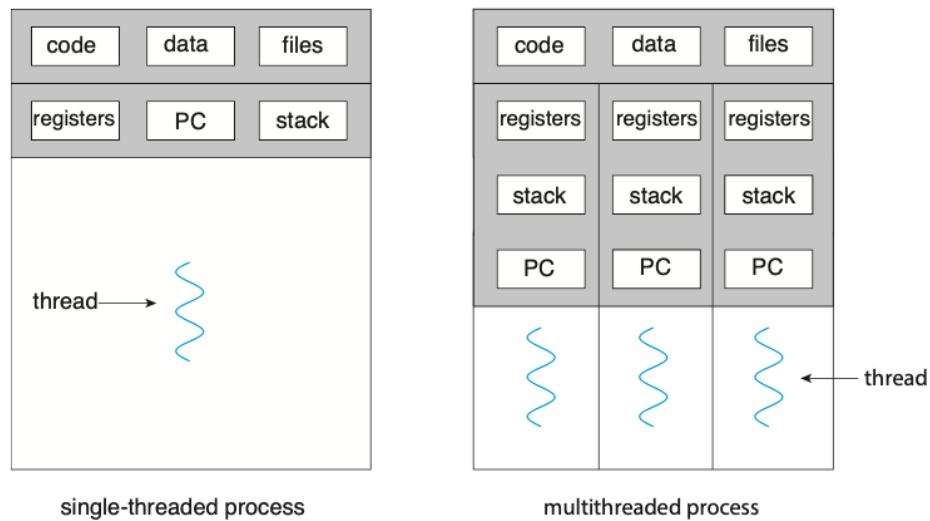 code data files
registers PC stack
thread
single-threaded process
code data files
registers registers registers
stack stack stack
PC PC PC
thread
multithreaded process